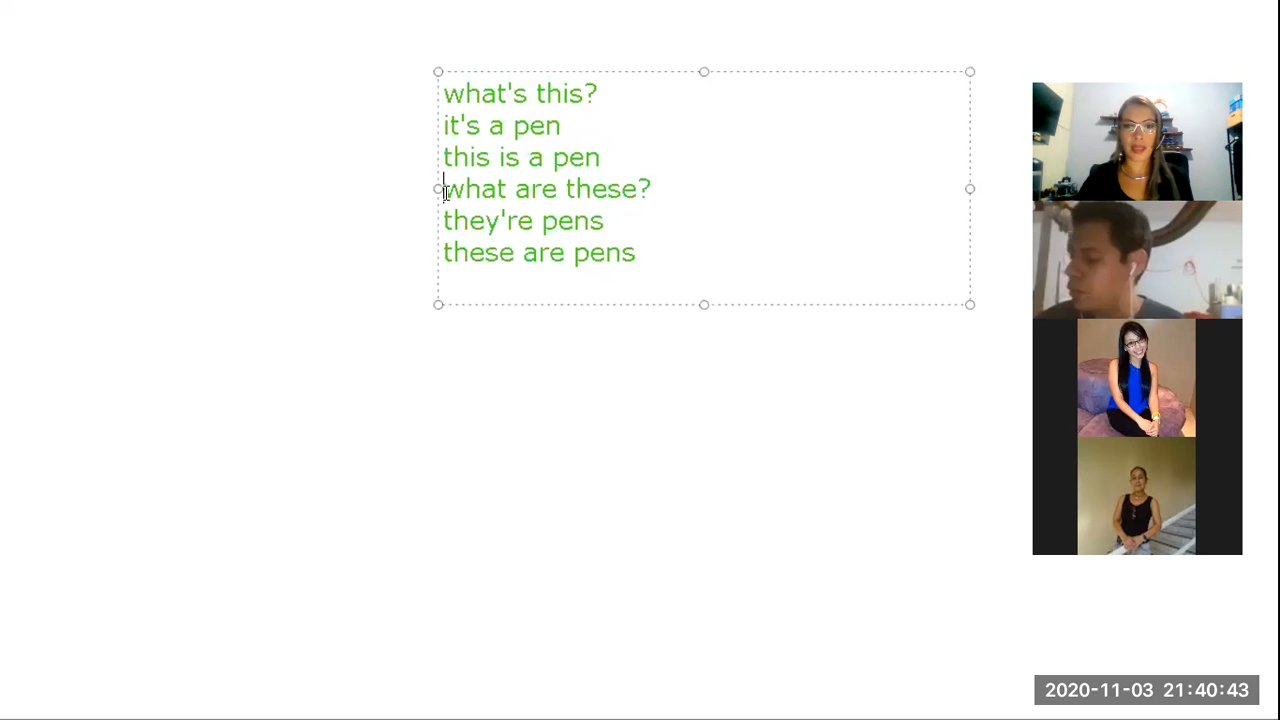 what's this?
it's a pen
this is a pen
what are these?
they're pens
these are pens
2020-11-03 21:40:43